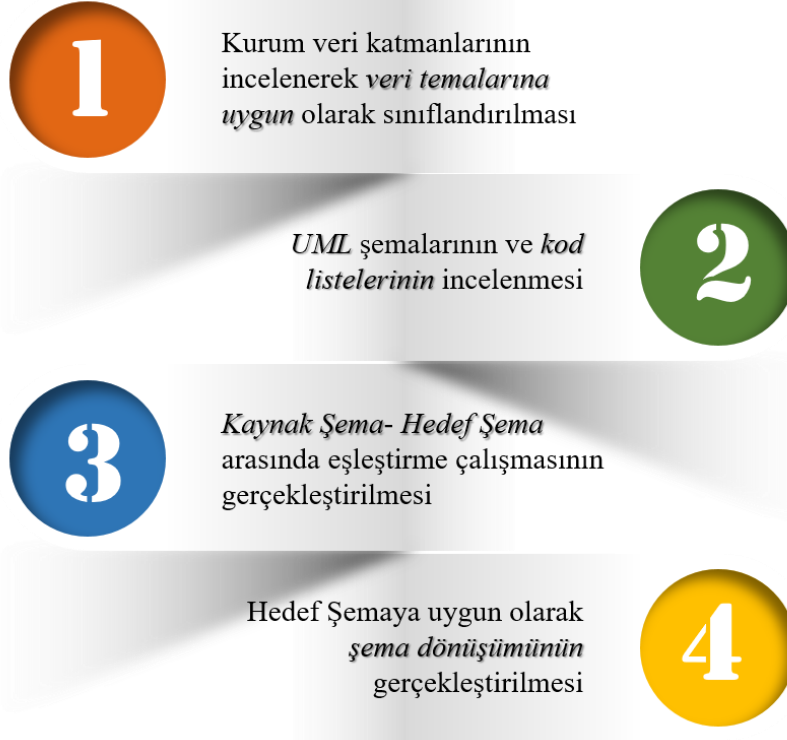 1
Kurum veri katmanlarının
incelenerek veri temalarına
uygun olarak sınıflandırılması
UML şemalarının ve kod
listelerinin incelenmesi
2
3
Kaynak Şema- Hedef Şema
arasında eşleştirme çalışmasının
gerçekleştirilmesi
Hedef Şemaya uygun olarak
şema dönüşümünün
gerçekleştirilmesi
4